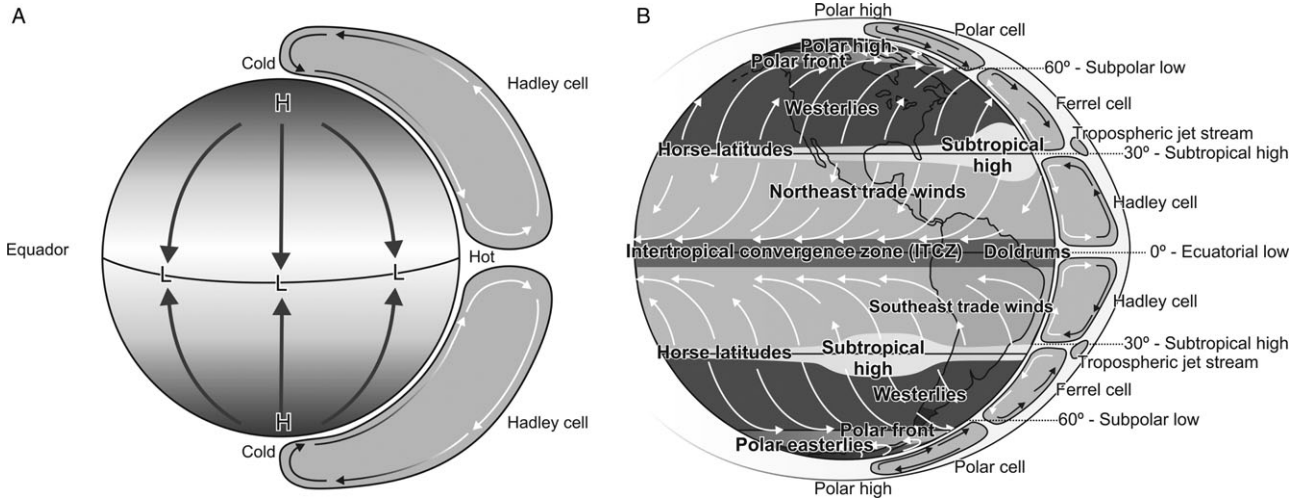 A
Cold
Hadley cell
H
Equador
L
L
L
Hot
H
Cold
Hadley cell
B
Polar high
Polar cell
Polar high
Polar front
60º - Subpolar low
Westerlies
Ferrel cell
Tropospheric jet stream
Horse latitudes
Subtropical
high
30º - Subtropical high
Northeast trade winds
Hadley cell
Intertropical convergence zone (ITCZ)
Doldrums
0º - Ecuatorial low
Southeast trade winds
Hadley cell
Horse latitudes
Subtropical
high
30º - Subtropical high
Tropospheric jet stream
Westerlies
Ferrel cell
Polar front
60º - Subpolar low
Polar easterlies
Polar cell
Polar high